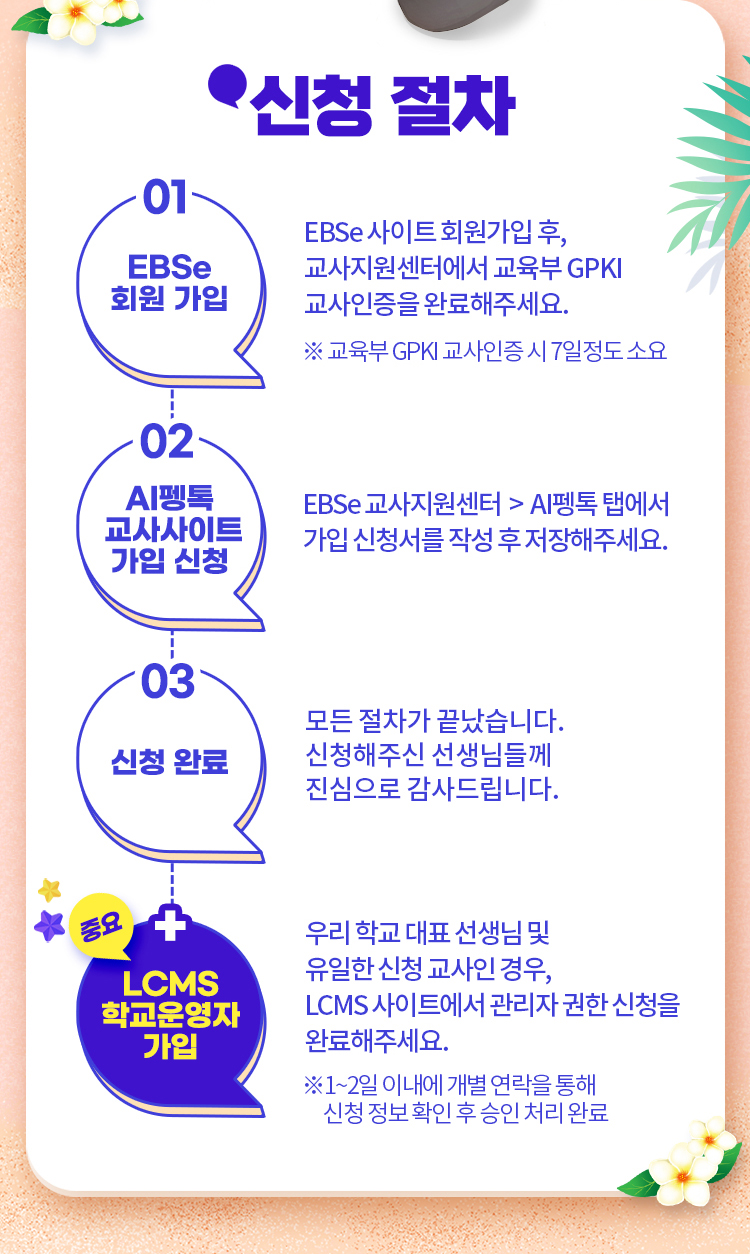 신청 절차
01
EBSe
회원 가입
EBSe 사이트 회원가입 후,
교사지원센터에서 교육부 GPKI
교사인증을 완료해주세요.
※ 교육부 GPKI 교사인증 시 7일정도 소요
02
AI펭톡
교사사이트
가입 신청
EBSe 교사지원센터 > AI펭톡 탭에서
가입 신청서를 작성 후 저장해주세요.
03
신청 완료
모든 절차가 끝났습니다.
신청해주신 선생님들께
진심으로 감사드립니다.
중요
LCMS
학교운영자
가입
우리 학교 대표 선생님 및
유일한 신청 교사인 경우,
LCMS 사이트에서 관리자 권한 신청을
완료해주세요.
※1~2일 이내에 개별 연락을 통해
신청 정보 확인 후 승인 처리 완료